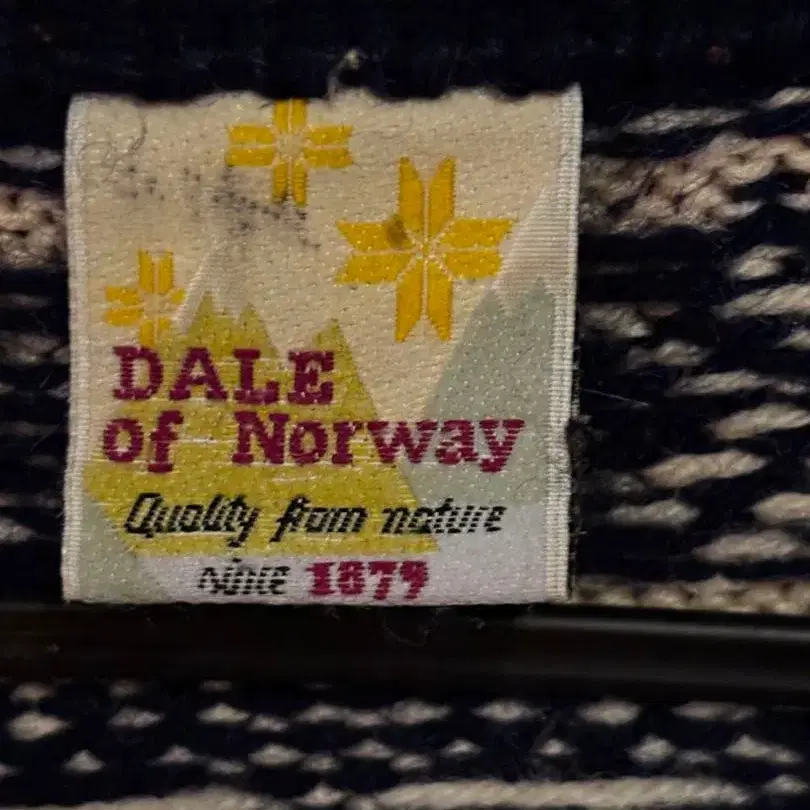 DALE
of Norway
Quality from nature
since 1879